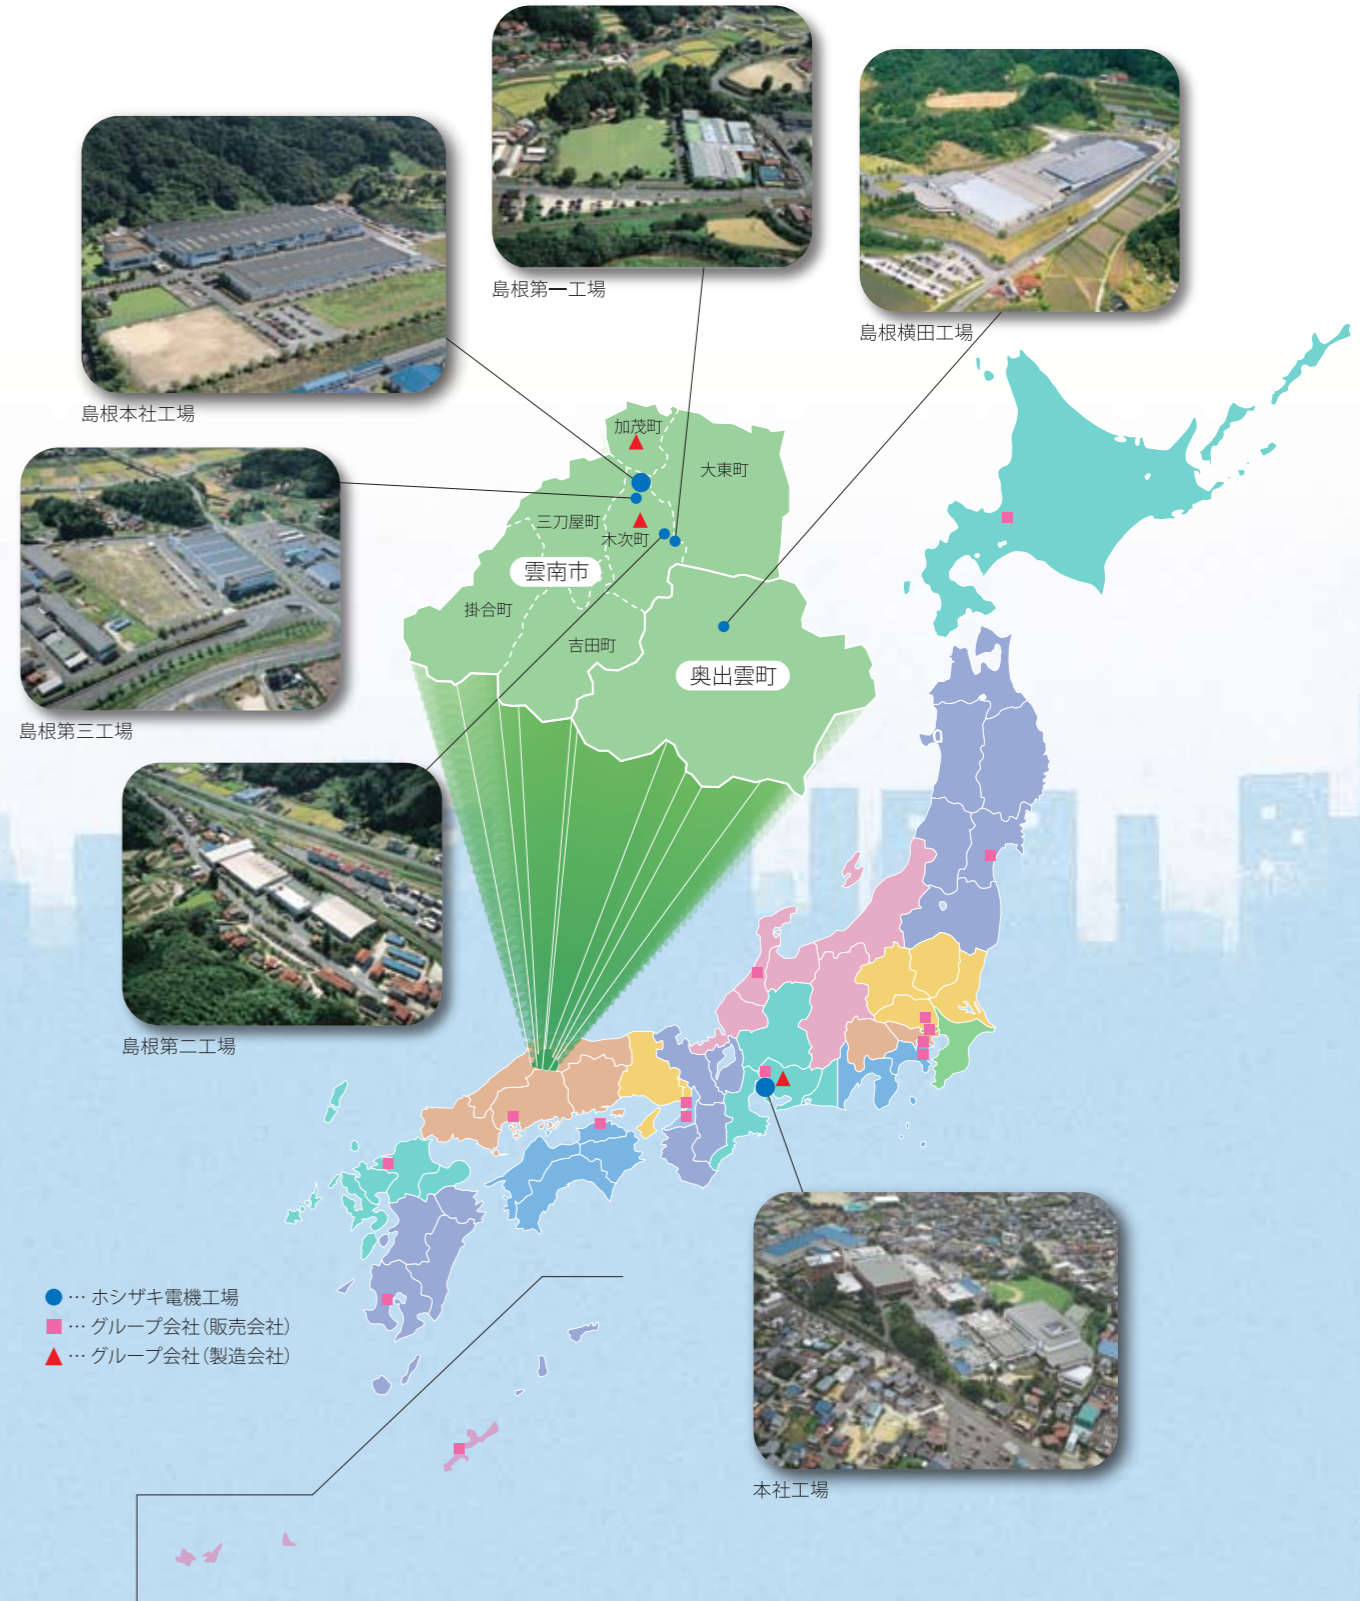 島根第一工場
島根横田工場
島根本社工場
加茂町
大東町
三刀屋町
木次町
雲南市
掛合町
吉田町
奥出雲町
島根第三工場
島根第二工場
● … ホシザキ電機工場
■ … グループ会社（販売会社）
▲ … グループ会社（製造会社）
本社工場